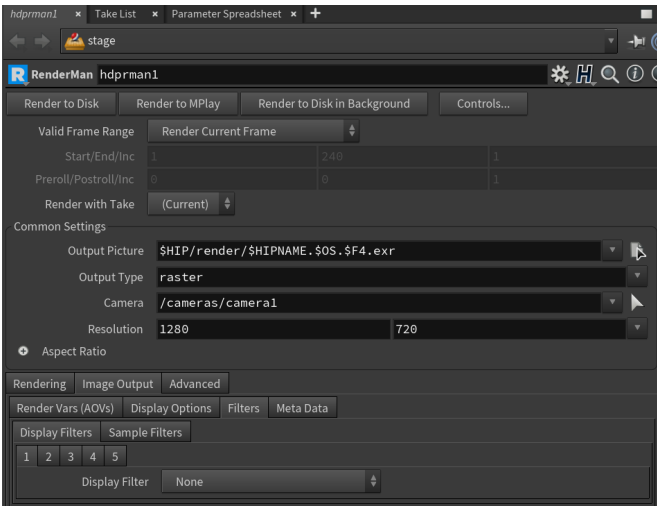 hdprman1 × Take List × Parameter Spreadsheet × +
stage
R RenderMan hdprman1
Render to Disk Render to MPlay Render to Disk in Background Controls...
Valid Frame Range Render Current Frame
Start/End/Inc 1 240 1
Preroll/Postroll/Inc 0 0 1
Render with Take (Current)
Common Settings
Output Picture $HIP/render/$HIPNAME.$OS.$F4.exr
Output Type raster
Camera /cameras/camera1
Resolution 1280 720
Aspect Ratio
Rendering Image Output Advanced
Render Vars (AOVs) Display Options Filters Meta Data
Display Filters Sample Filters
1 2 3 4 5
Display Filter None